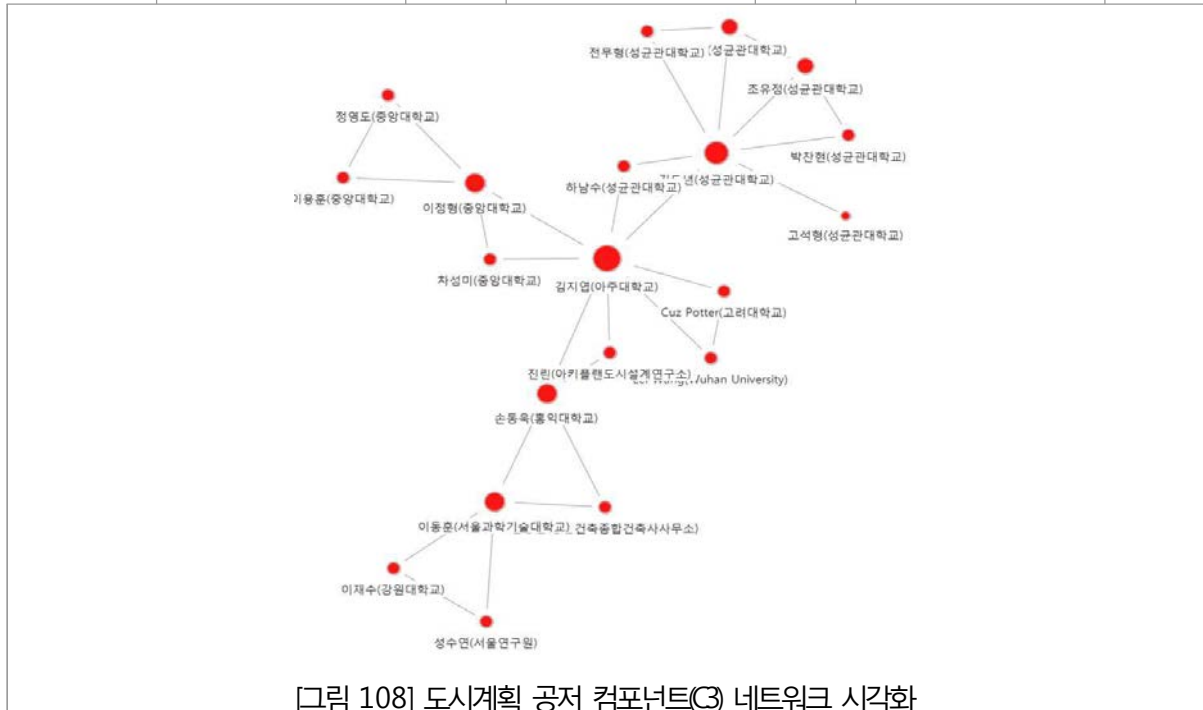 전무형(성균관대학교)
(성균관대학교)
조유정(성균관대학교)
정영도(중앙대학교)
박찬현(성균관대학교)
하남수(성균관대학교)
년(성균관대학교)
이용훈(중앙대학교)
이정형(중앙대학교)
고석형(성균관대학교)
차성미(중앙대학교)
김지엽(아주대학교)
Cuz Potter(고려대학교)
진린(아키플랜도시설계연구소)
(Wuhan University)
손동욱(홍익대학교)
이동훈(서울과학기술대학교)
건축종합건축사사무소)
이재수(강원대학교)
성수연(서울연구원)
[그림 108] 도시계획 공저 컴포넌트(C3) 네트워크 시각화